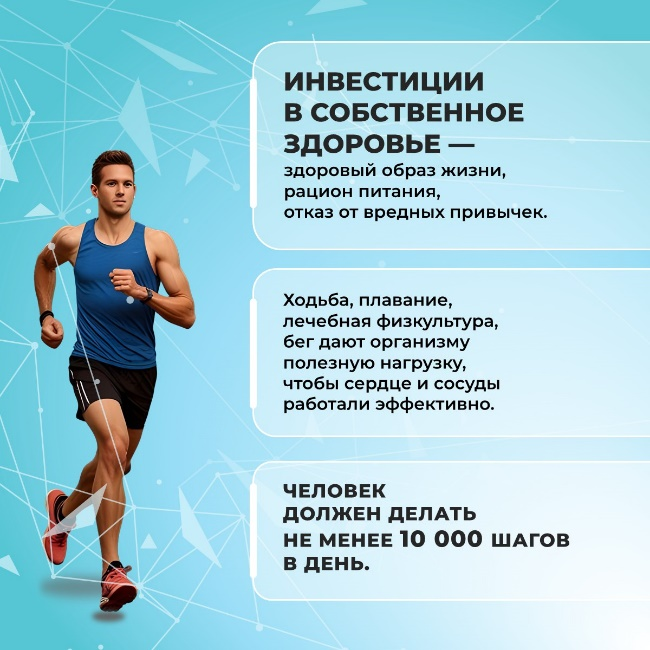 ИНВЕСТИЦИИ
В СОБСТВЕННОЕ
ЗДОРОВЬЕ —
здоровый образ жизни,
рацион питания,
отказ от вредных привычек.
Ходьба, плавание,
лечебная физкультура,
бег дают организму
полезную нагрузку,
чтобы сердце и сосуды
работали эффективно.
ЧЕЛОВЕК
ДОЛЖЕН ДЕЛАТЬ
НЕ МЕНЕЕ 10 000 ШАГОВ
В ДЕНЬ.